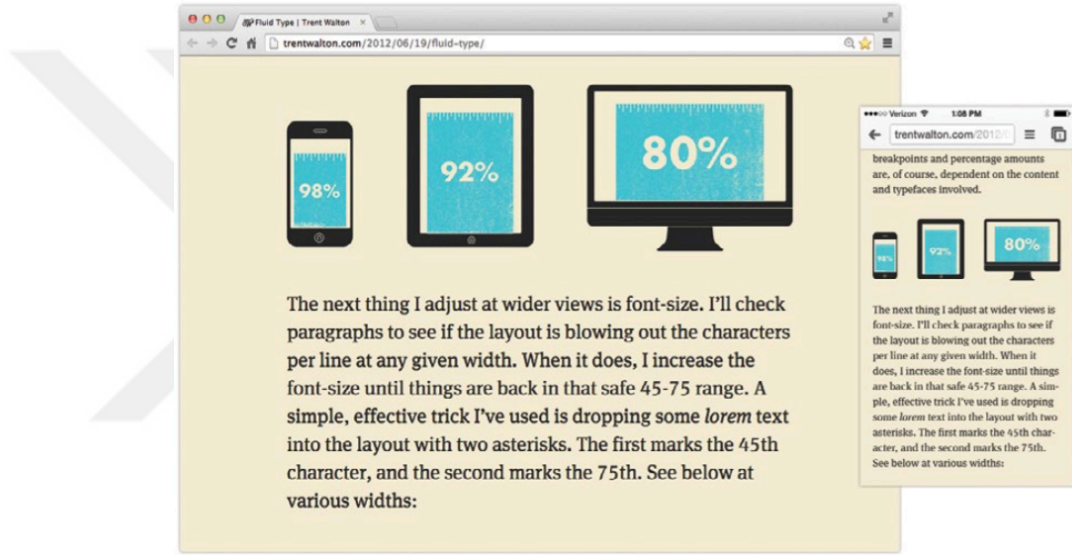 Fluid Type | Trent Walton
trentwalton.com/2012/06/19/fluid-type/
98%
92%
80%
The next thing I adjust at wider views is font-size. I'll check
paragraphs to see if the layout is blowing out the characters
per line at any given width. When it does, I increase the
font-size until things are back in that safe 45-75 range. A
simple, effective trick I've used is dropping some lorem text
into the layout with two asterisks. The first marks the 45th
character, and the second marks the 75th. See below at
various widths:
Verizon 1:08 PM
trentwalton.com/2012/
breakpoints and percentage amounts
are, of course, dependent on the content
and typefaces involved.
98%
92%
80%
The next thing I adjust at wider views is
font-size. I'll check paragraphs to see if
the layout is blowing out the characters
per line at any given width. When it
does, I increase the font-size until things
are back in that safe 45-75 range. A sim-
ple, effective trick I've used is dropping
some lorem text into the layout with two
asterisks. The first marks the 45th char-
acter, and the second marks the 75th.
See below at various widths: